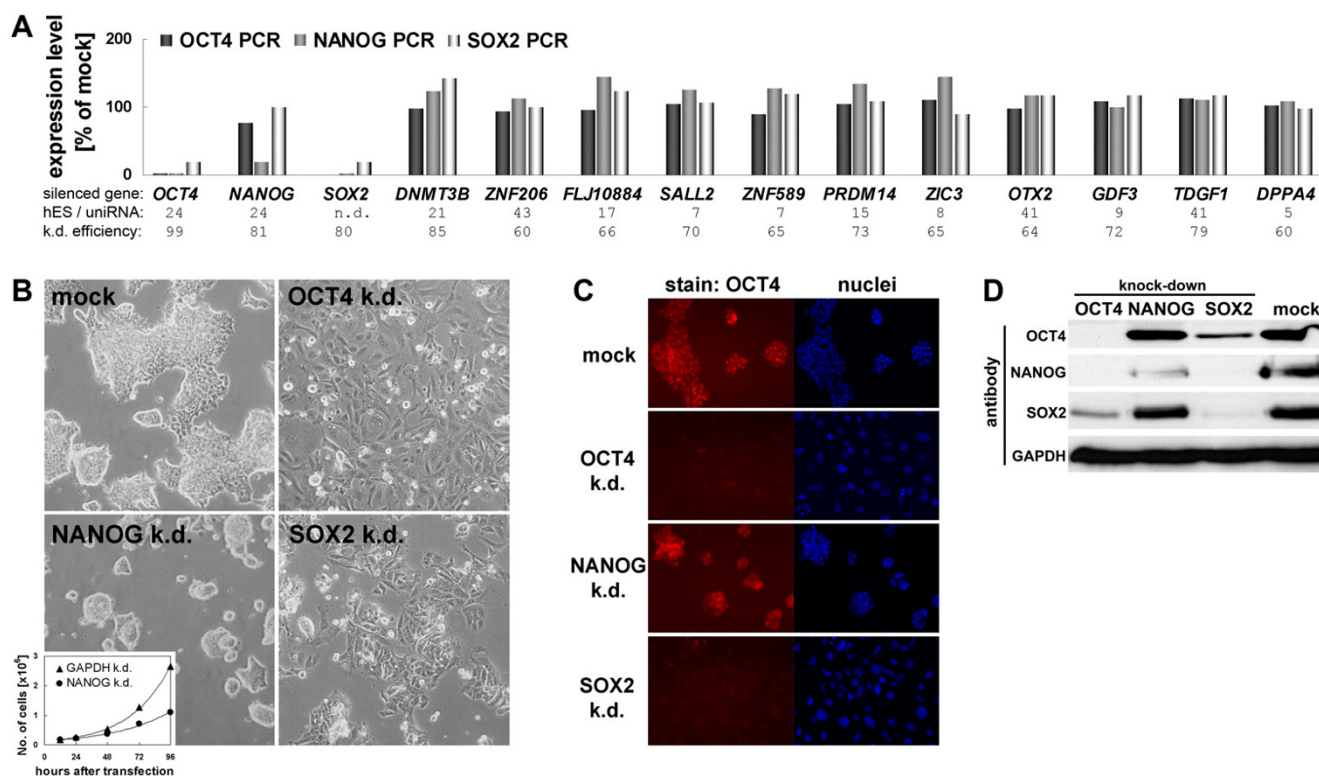 A
expression level
[% of mock]
200
100
0
OCT4 PCR NANOG PCR SOX2 PCR
silenced gene: OCT4 NANOG SOX2 DNMT3B ZNF206 FLJ10884 SALL2 ZNF589 PRDM14 ZIC3 OTX2 GDF3 TDGF1 DPPA4
hES / uniRNA: 24 24 n.d. 21 43 17 7 7 15 8 41 9 41 5
k.d. efficiency: 99 81 80 85 60 66 70 65 73 65 64 72 79 60
B
mock
OCT4 k.d.
NANOG k.d.
SOX2 k.d.
No. of cells [x10⁶]
3
2
1
0
GAPDH k.d.
NANOG k.d.
0 24 48 72 96
hours after transfection
C
stain: OCT4 nuclei
mock
OCT4
k.d.
NANOG
k.d.
SOX2
k.d.
D
knock-down
OCT4 NANOG SOX2 mock
antibody
OCT4
NANOG
SOX2
GAPDH